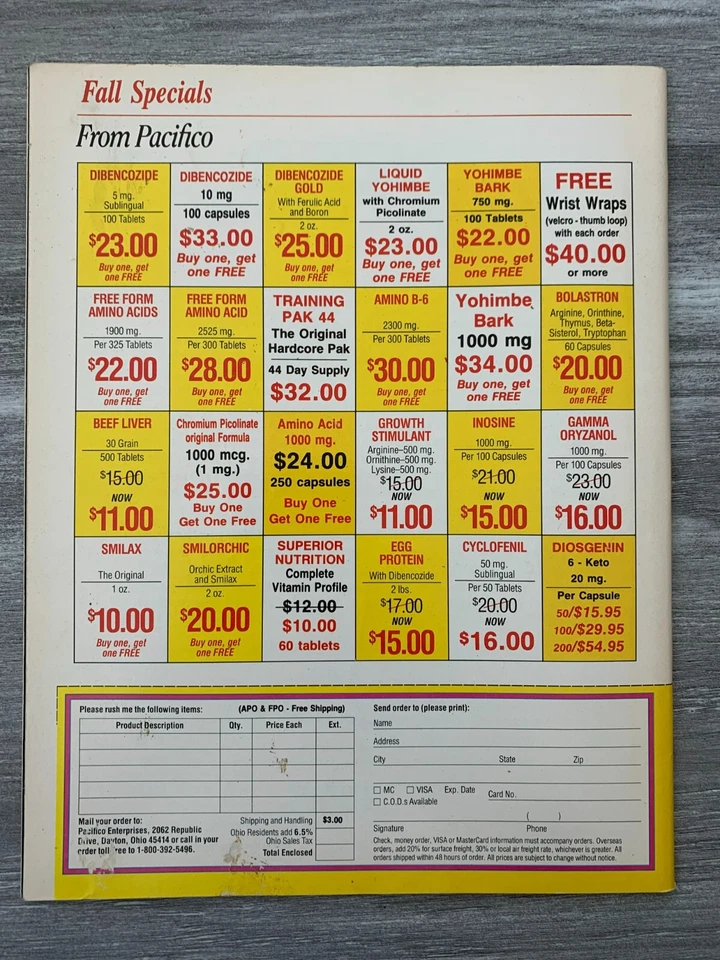 Fall Specials
From Pacifico
DIBENCOZIDE
5 mg.
Sublingual
100 Tablets
$23.00
Buy one, get
one FREE
DIBENCOZIDE
10 mg
100 capsules
$33.00
Buy one, get
one FREE
DIBENCOZIDE
GOLD
With Ferulic Acid
and Boron
2 oz.
$25.00
Buy one, get
one FREE
LIQUID
YOHIMBE
with Chromium
Picolinate
2 oz.
$23.00
Buy one, get
one FREE
YOHIMBE
BARK
750 mg.
100 Tablets
$22.00
Buy one, get
one FREE
FREE
Wrist Wraps
(velcro - thumb loop)
with each order
$40.00
or more
FREE FORM
AMINO ACIDS
1900 mg.
Per 325 Tablets
$22.00
Buy one, get
one FREE
FREE FORM
AMINO ACID
2525 mg.
Per 300 Tablets
$28.00
Buy one, get
one FREE
TRAINING
PAK 44
The Original
Hardcore Pak
44 Day Supply
$32.00
AMINO B-6
2300 mg.
Per 300 Tablets
$30.00
Buy one, get
one FREE
Yohimbe
Bark
1000 mg
$34.00
Buy one, get
one FREE
BOLASTRON
Arginine, Orinthine,
Thymus, Beta-
Sisterol, Tryptophan
60 Capsules
$20.00
Buy one, get
one FREE
BEEF LIVER
30 Grain
500 Tablets
$15.00
NOW
$11.00
Chromium Picolinate
original Formula
1000 mcg.
(1 mg.)
$25.00
Buy One
Get One Free
Amino Acid
1000 mg.
$24.00
250 capsules
Buy One
Get One Free
GROWTH
STIMULANT
Arginine–500 mg.
Ornithine–500 mg.
Lysine–500 mg.
$15.00
NOW
$11.00
INOSINE
1000 mg.
Per 100 Capsules
$21.00
NOW
$15.00
GAMMA
ORYZANOL
1000 mg.
Per 100 Capsules
$23.00
NOW
$16.00
SMILAX
The Original
1 oz.
$10.00
Buy one, get
one FREE
SMILORCHIC
Orchic Extract
and Smilax
2 oz.
$20.00
Buy one, get
one FREE
SUPERIOR
NUTRITION
Complete
Vitamin Profile
$12.00
$10.00
60 tablets
EGG
PROTEIN
With Dibencozide
2 lbs.
$17.00
NOW
$15.00
CYCLOFENIL
50 mg.
Sublingual
Per 50 Tablets
$20.00
NOW
$16.00
DIOSGENIN
6 - Keto
20 mg.
Per Capsule
50/$15.95
100/$29.95
200/$54.95
Please rush me the following items: (APO & FPO - Free Shipping)
Product Description Qty. Price Each Ext.
Shipping and Handling $3.00
Ohio Residents add 6.5%
Ohio Sales Tax
Total Enclosed
Mail your order to:
Pacifico Enterprises, 2062 Republic
Drive, Dayton, Ohio 45414 or call in your
order toll free to 1-800-392-5496.
Send order to (please print):
Name
Address
City State Zip
MC VISA Exp. Date Card No.
C.O.D.s Available
( )
Signature Phone
Check, money order, VISA or MasterCard information must accompany orders. Overseas
orders, add 20% for surface freight, 30% or local air freight rate, whichever is greater. All
orders shipped within 48 hours of order. All prices are subject to change without notice.